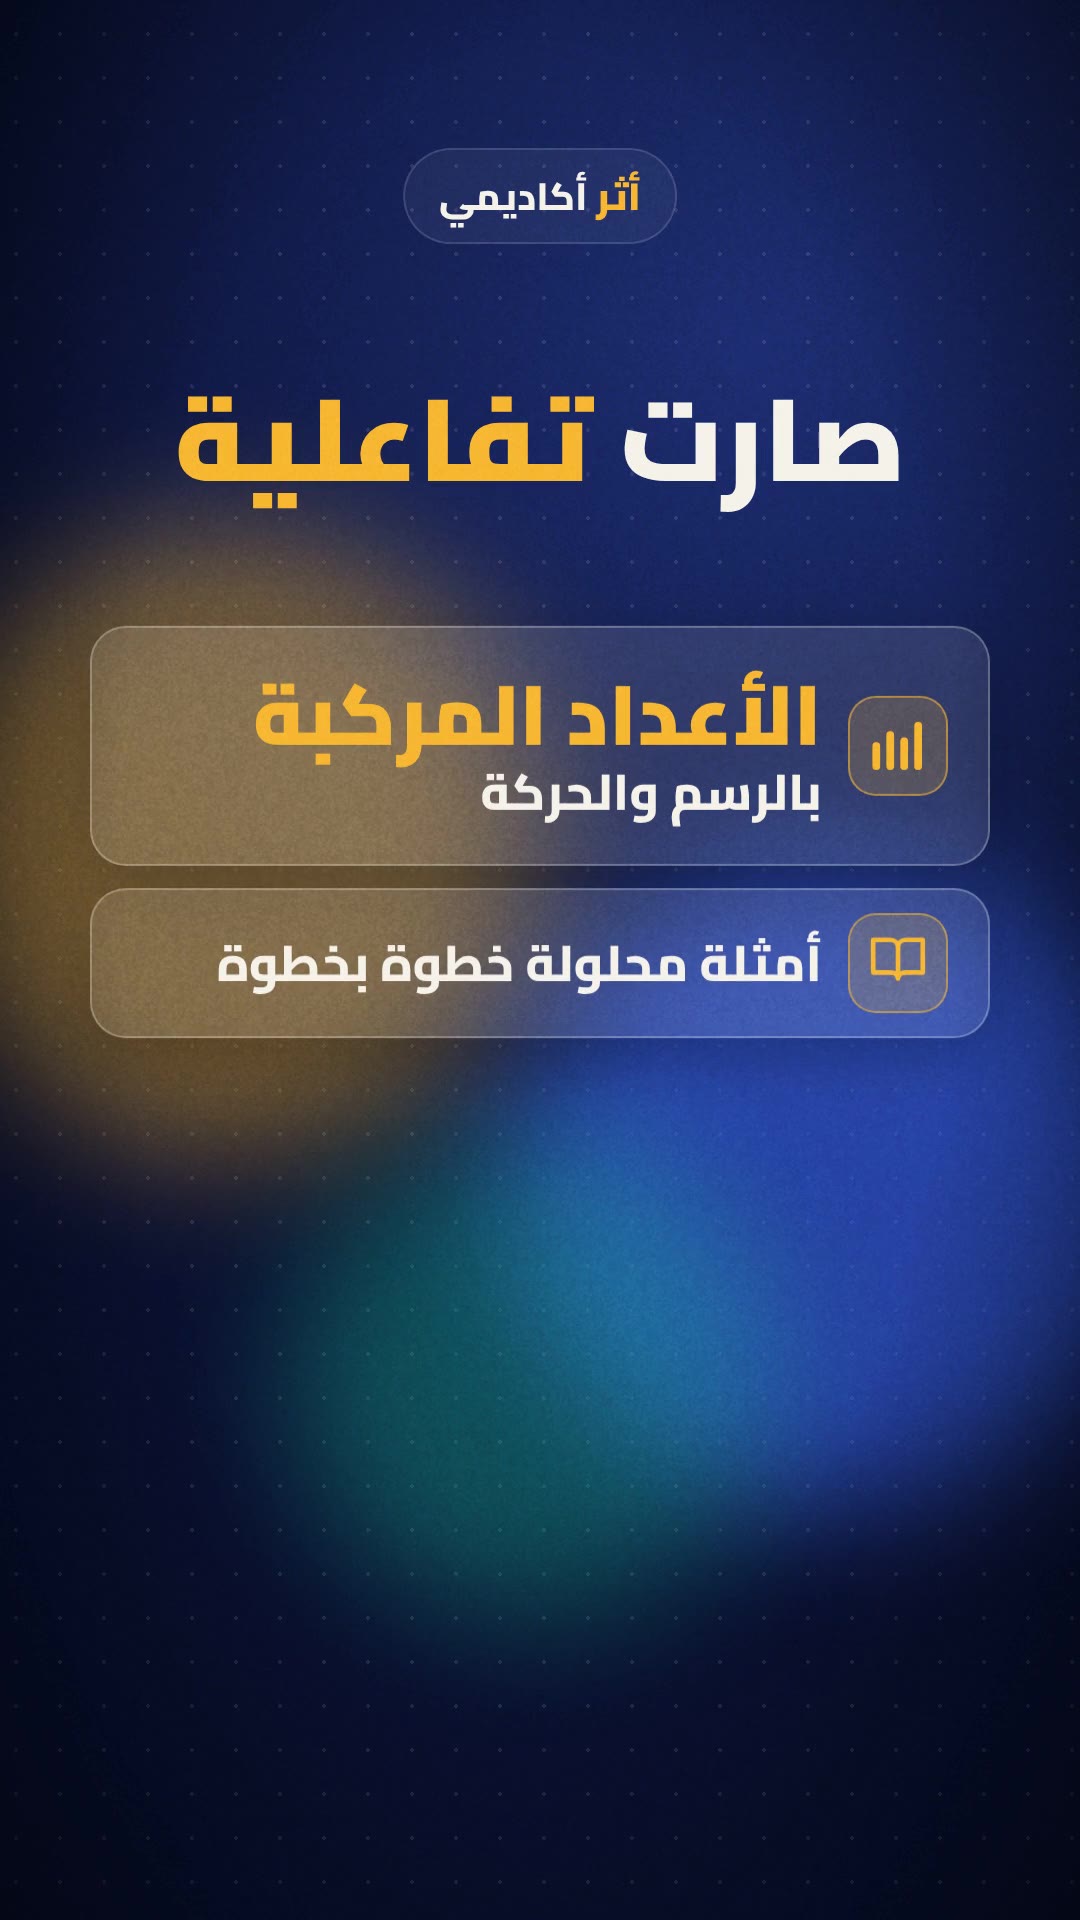 أثر أكاديمي
صارت تفاعلية
الأعداد المركبة
بالرسم والحركة
أمثلة محلولة خطوة بخطوة